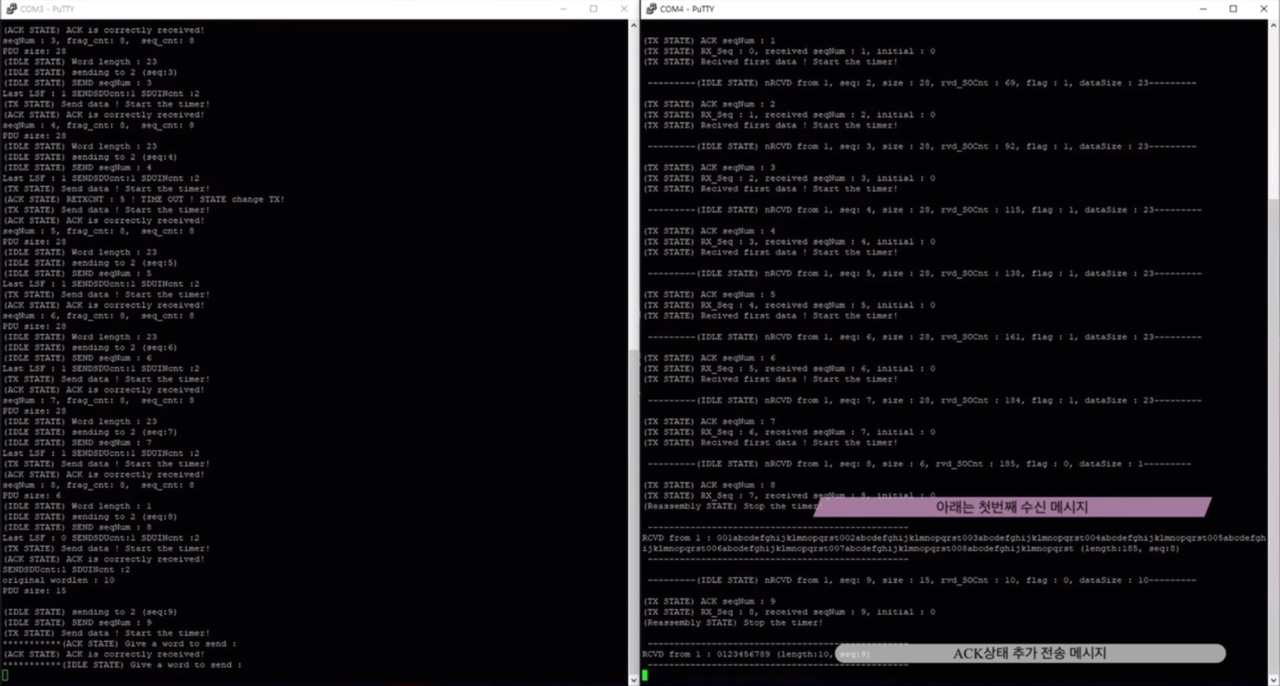 COM3 - PuTTY
(ACK STATE) ACK is correctly received!
seqNum : 3, frag_cnt: 8,  seq_cnt: 8
PDU size: 28
(IDLE STATE) Word length : 23
(IDLE STATE) sending to 2 (seq:3)
(IDLE STATE) SEND seqNum : 3
Last LSF : 1 SENDSDUcnt:1 SDUINcnt :2
(TX STATE) Send data ! Start the timer!
(ACK STATE) ACK is correctly received!
seqNum : 4, frag_cnt: 8,  seq_cnt: 8
PDU size: 28
(IDLE STATE) Word length : 23
(IDLE STATE) sending to 2 (seq:4)
(IDLE STATE) SEND seqNum : 4
Last LSF : 1 SENDSDUcnt:1 SDUINcnt :2
(TX STATE) Send data ! Start the timer!
(ACK STATE) RETXCNT : 5 ! TIME OUT ! STATE change TX!
(TX STATE) Send data ! Start the timer!
(ACK STATE) ACK is correctly received!
seqNum : 5, frag_cnt: 8,  seq_cnt: 8
PDU size: 28
(IDLE STATE) Word length : 23
(IDLE STATE) sending to 2 (seq:5)
(IDLE STATE) SEND seqNum : 5
Last LSF : 1 SENDSDUcnt:1 SDUINcnt :2
(TX STATE) Send data ! Start the timer!
(ACK STATE) ACK is correctly received!
seqNum : 6, frag_cnt: 8,  seq_cnt: 8
PDU size: 28
(IDLE STATE) Word length : 23
(IDLE STATE) sending to 2 (seq:6)
(IDLE STATE) SEND seqNum : 6
Last LSF : 1 SENDSDUcnt:1 SDUINcnt :2
(TX STATE) Send data ! Start the timer!
(ACK STATE) ACK is correctly received!
seqNum : 7, frag_cnt: 8,  seq_cnt: 8
PDU size: 28
(IDLE STATE) Word length : 23
(IDLE STATE) sending to 2 (seq:7)
(IDLE STATE) SEND seqNum : 7
Last LSF : 1 SENDSDUcnt:1 SDUINcnt :2
(TX STATE) Send data ! Start the timer!
(ACK STATE) ACK is correctly received!
seqNum : 8, frag_cnt: 8,  seq_cnt: 8
PDU size: 6
(IDLE STATE) Word length : 1
(IDLE STATE) sending to 2 (seq:8)
(IDLE STATE) SEND seqNum : 8
Last LSF : 0 SENDSDUcnt:1 SDUINcnt :2
(TX STATE) Send data ! Start the timer!
(ACK STATE) ACK is correctly received!
SENDSDUcnt:1 SDUINcnt :2
original wordlen : 10
PDU size: 15
(IDLE STATE) sending to 2 (seq:9)
(IDLE STATE) SEND seqNum : 9
(TX STATE) Send data ! Start the timer!
***********(ACK STATE) Give a word to send :
(ACK STATE) ACK is correctly received!
***********(IDLE STATE) Give a word to send :
COM4 - PuTTY
(TX STATE) ACK seqNum : 1
(TX STATE) RX_Seq : 0, received seqNum : 1, initial : 0
(TX STATE) Recived first data ! Start the timer!
---------(IDLE STATE) nRCVD from 1, seq: 2, size : 28, rvd_SOCnt : 69, flag : 1, dataSize : 23---------
(TX STATE) ACK seqNum : 2
(TX STATE) RX_Seq : 1, received seqNum : 2, initial : 0
(TX STATE) Recived first data ! Start the timer!
---------(IDLE STATE) nRCVD from 1, seq: 3, size : 28, rvd_SOCnt : 92, flag : 1, dataSize : 23---------
(TX STATE) ACK seqNum : 3
(TX STATE) RX_Seq : 2, received seqNum : 3, initial : 0
(TX STATE) Recived first data ! Start the timer!
---------(IDLE STATE) nRCVD from 1, seq: 4, size : 28, rvd_SOCnt : 115, flag : 1, dataSize : 23---------
(TX STATE) ACK seqNum : 4
(TX STATE) RX_Seq : 3, received seqNum : 4, initial : 0
(TX STATE) Recived first data ! Start the timer!
---------(IDLE STATE) nRCVD from 1, seq: 5, size : 28, rvd_SOCnt : 138, flag : 1, dataSize : 23---------
(TX STATE) ACK seqNum : 5
(TX STATE) RX_Seq : 4, received seqNum : 5, initial : 0
(TX STATE) Recived first data ! Start the timer!
---------(IDLE STATE) nRCVD from 1, seq: 6, size : 28, rvd_SOCnt : 161, flag : 1, dataSize : 23---------
(TX STATE) ACK seqNum : 6
(TX STATE) RX_Seq : 5, received seqNum : 6, initial : 0
(TX STATE) Recived first data ! Start the timer!
---------(IDLE STATE) nRCVD from 1, seq: 7, size : 28, rvd_SOCnt : 184, flag : 1, dataSize : 23---------
(TX STATE) ACK seqNum : 7
(TX STATE) RX_Seq : 6, received seqNum : 7, initial : 0
(TX STATE) Recived first data ! Start the timer!
---------(IDLE STATE) nRCVD from 1, seq: 8, size : 6, rvd_SOCnt : 185, flag : 0, dataSize : 1---------
(TX STATE) ACK seqNum : 8
(TX STATE) RX_Seq : 7, received seqNum : 8, initial : 0
(Reassembly STATE) Stop the timer
아래는 첫번째 수신 메시지
RCVD from 1 : 001abcdefghijklmnopqrst002abcdefghijklmnopqrst003abcdefghijklmnopqrst004abcdefghijklmnopqrst005abcdefgh
ijklmnopqrst006abcdefghijklmnopqrst007abcdefghijklmnopqrst008abcdefghijklmnopqrst (length:185, seq:8)
---------(IDLE STATE) nRCVD from 1, seq: 9, size : 15, rvd_SOCnt : 10, flag : 0, dataSize : 10---------
(TX STATE) ACK seqNum : 9
(TX STATE) RX_Seq : 8, received seqNum : 9, initial : 0
(Reassembly STATE) Stop the timer!
RCVD from 1 : 0123456789 (length:10, seq:9)
ACK상태 추가 전송 메시지